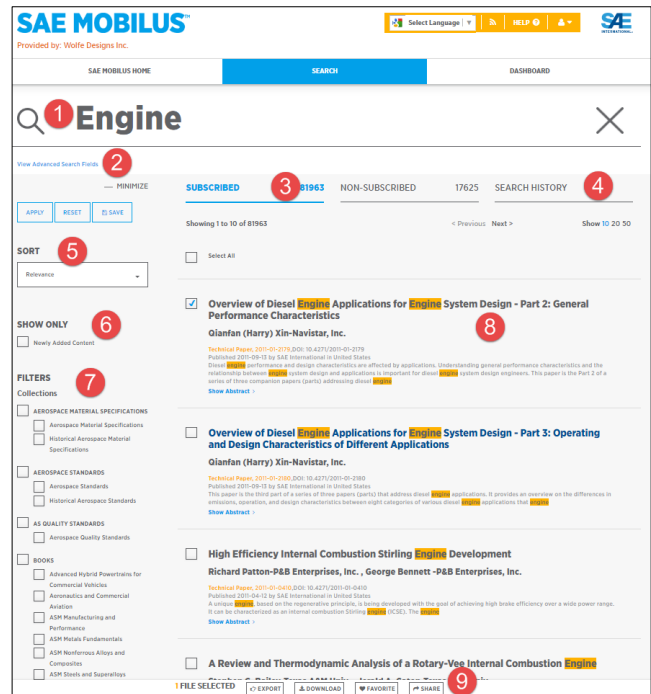 SAE MOBILUS™
Provided by: Wolfe Designs Inc.
Select Language ▼
HELP
SAE
INTERNATIONAL
SAE MOBILUS HOME
SEARCH
DASHBOARD
1
Engine
View Advanced Search Fields
2
— MINIMIZE
APPLY
RESET
SAVE
SUBSCRIBED
3
81963
NON-SUBSCRIBED
17625
SEARCH HISTORY
4
Showing 1 to 10 of 81963
< Previous Next >
Show 10 20 50
SORT
5
Relevance
SHOW ONLY
6
Newly Added Content
FILTERS
7
Collections
AEROSPACE MATERIAL SPECIFICATIONS
Aerospace Material Specifications
Historical Aerospace Material
Specifications
AEROSPACE STANDARDS
Aerospace Standards
Historical Aerospace Standards
AS QUALITY STANDARDS
Aerospace Quality Standards
BOOKS
Advanced Hybrid Powertrains for
Commercial Vehicles
Aeronautics and Commercial
Aviation
ASM Manufacturing and
Performance
ASM Metals Fundamentals
ASM Nonferrous Alloys and
Composites
ASM Steels and Superalloys
Select All
Overview of Diesel Engine Applications for Engine System Design - Part 2: General
Performance Characteristics
8
Qianfan (Harry) Xin-Navistar, Inc.
Technical Paper, 2011-01-2179,DOI: 10.4271/2011-01-2179
Published 2011-09-13 by SAE International in United States
Diesel engine performance and design characteristics are affected by applications. Understanding general performance characteristics and the
relationship between engine system design and applications is important for diesel engine system design engineers. This paper is the Part 2 of a
series of three companion papers (parts) addressing diesel engine
Show Abstract >
Overview of Diesel Engine Applications for Engine System Design - Part 3: Operating
and Design Characteristics of Different Applications
Qianfan (Harry) Xin-Navistar, Inc.
Technical Paper, 2011-01-2180,DOI: 10.4271/2011-01-2180
Published 2011-09-13 by SAE International in United States
This paper is the third part of a series of three papers (parts) that address diesel engine applications. It provides an overview on the differences in
emissions, operation, and design characteristics between eight categories of various diesel engine applications that engine
Show Abstract >
High Efficiency Internal Combustion Stirling Engine Development
Richard Patton-P&B Enterprises, Inc. , George Bennett -P&B Enterprises, Inc.
Technical Paper, 2011-01-0410,DOI: 10.4271/2011-01-0410
Published 2011-04-12 by SAE International in United States
A unique engine, based on the regenerative principle, is being developed with the goal of achieving high brake efficiency over a wide power range.
It can be characterized as an internal combustion Stirling engine (ICSE). The engine
Show Abstract >
A Review and Thermodynamic Analysis of a Rotary-Vee Internal Combustion Engine
1 FILE SELECTED
EXPORT
DOWNLOAD
FAVORITE
SHARE
9